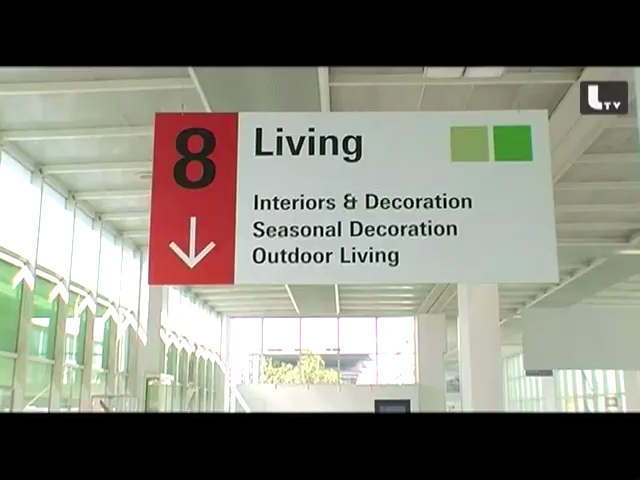 LTV
8
Living
Interiors & Decoration
Seasonal Decoration
Outdoor Living